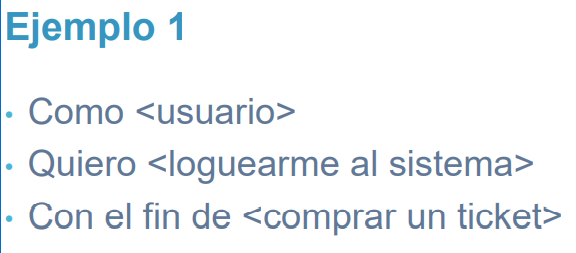 Ejemplo 1
• Como <usuario>
• Quiero <loguearme al sistema>
• Con el fin de <comprar un ticket>